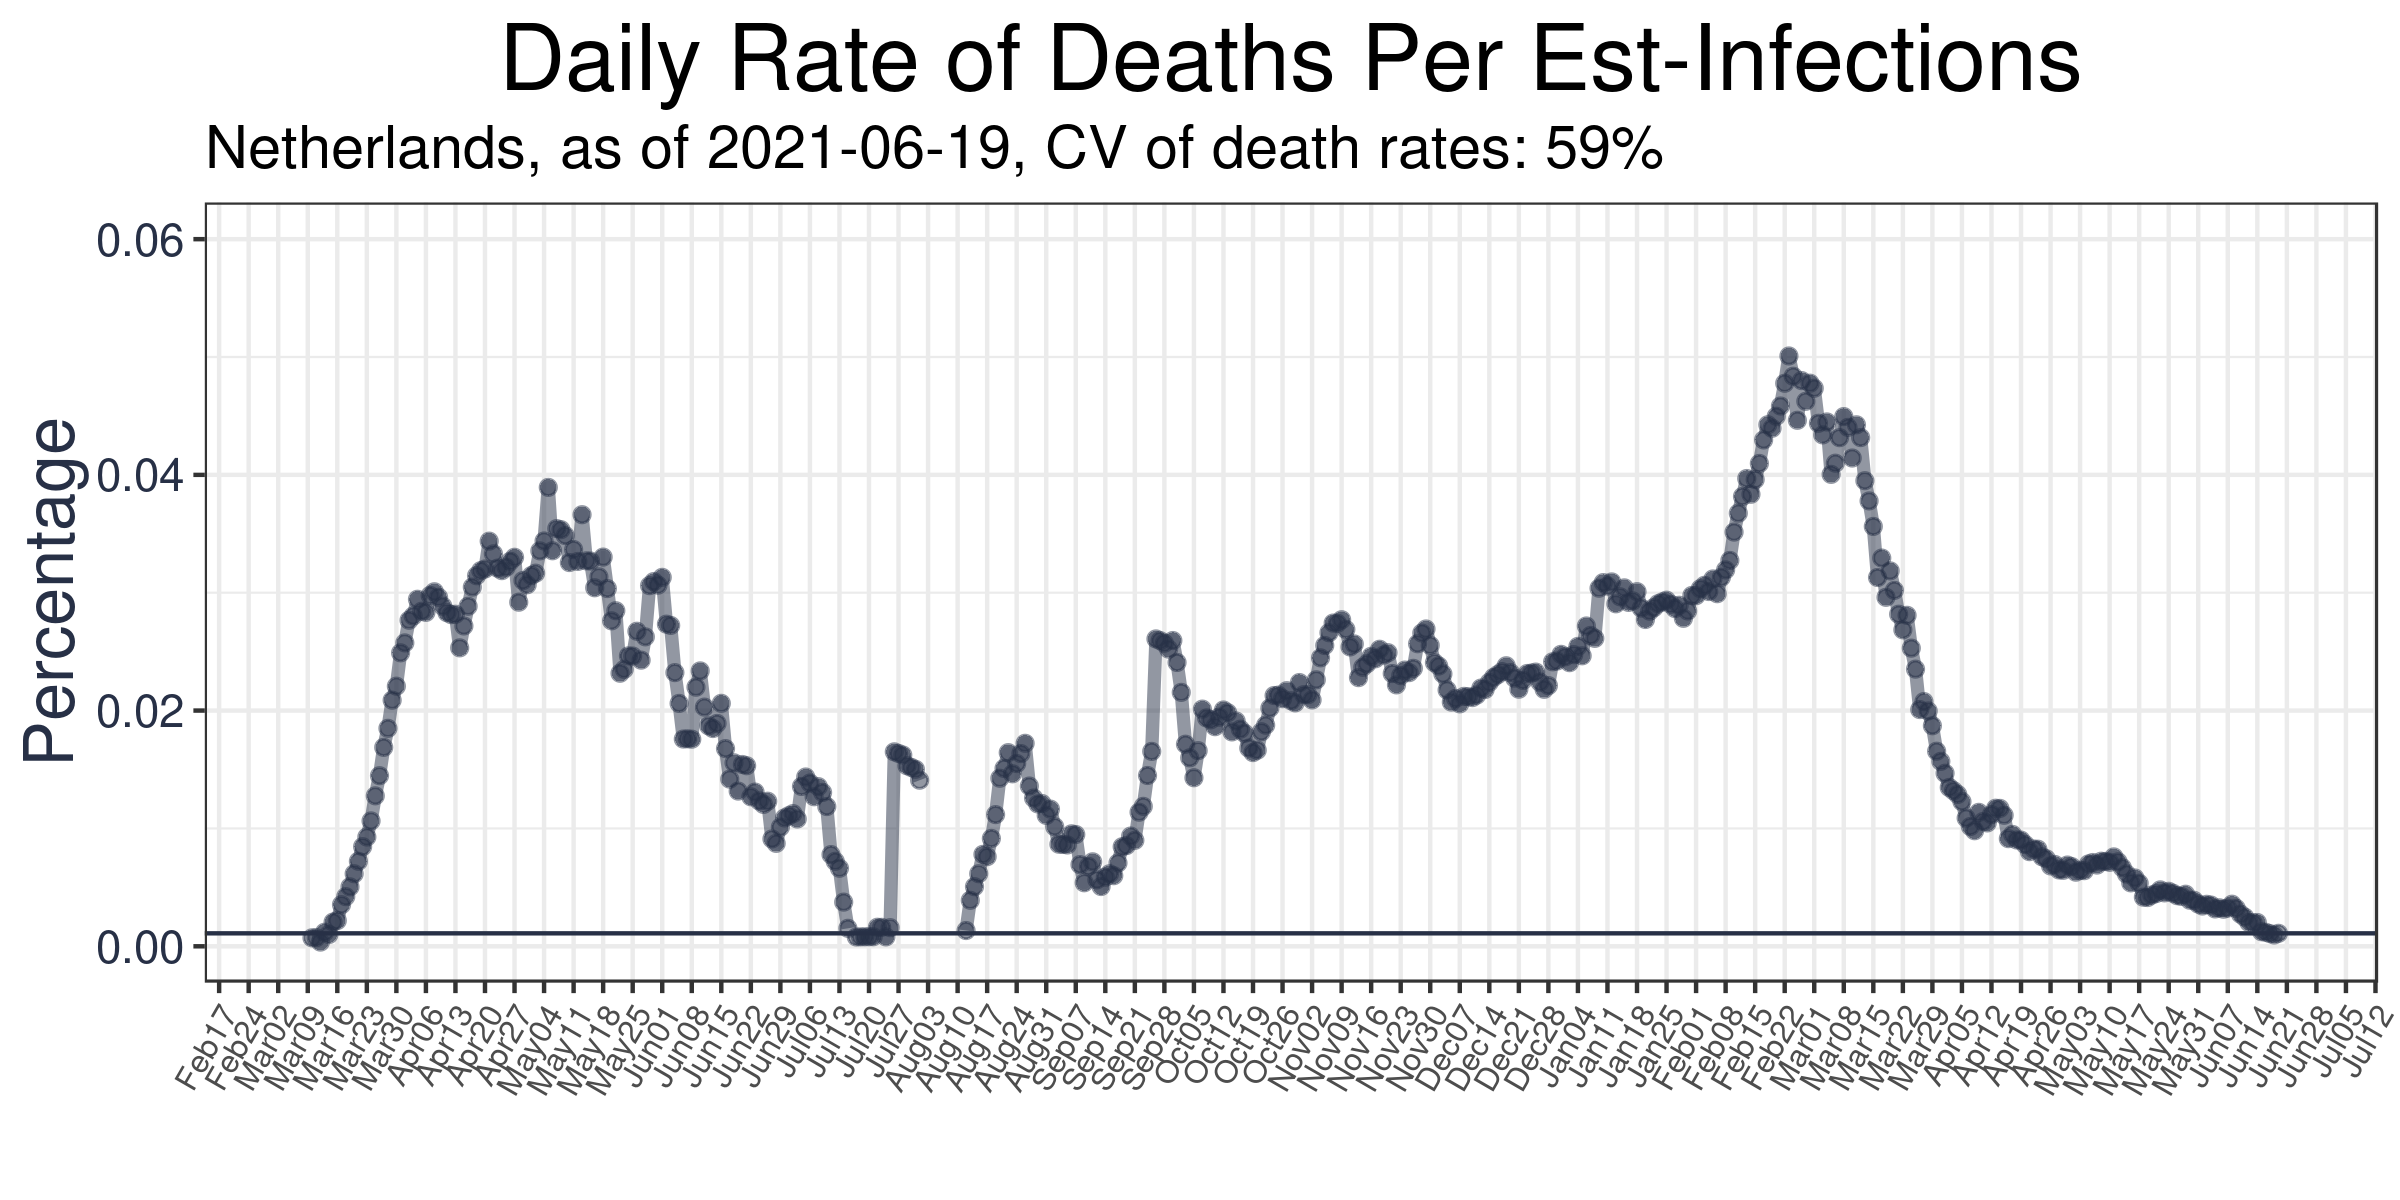 Daily Rate of Deaths Per Est-Infections
Netherlands, as of 2021-06-19, CV of death rates: 59%
Percentage
0.06
0.04
0.02
0.00
Feb17
Feb24
Mar02
Mar09
Mar16
Mar23
Mar30
Apr06
Apr13
Apr20
Apr27
May04
May11
May18
May25
Jun01
Jun08
Jun15
Jun22
Jun29
Jul06
Jul13
Jul20
Jul27
Aug03
Aug10
Aug17
Aug24
Aug31
Sep07
Sep14
Sep21
Sep28
Oct05
Oct12
Oct19
Oct26
Nov02
Nov09
Nov16
Nov23
Nov30
Dec07
Dec14
Dec21
Dec28
Jan04
Jan11
Jan18
Jan25
Feb01
Feb08
Feb15
Feb22
Mar01
Mar08
Mar15
Mar22
Mar29
Apr05
Apr12
Apr19
Apr26
May03
May10
May17
May24
May31
Jun07
Jun14
Jun21
Jun28
Jul05
Jul12